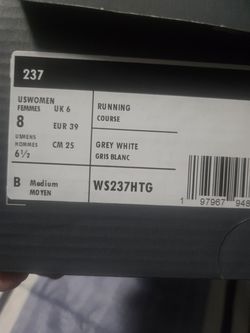 237
USWOMEN UK 6
FEMMES
8 EUR 39
USMENS
HOMMES CM 25
6½
RUNNING
COURSE
GREY WHITE
GRIS BLANC
B Medium
MOYEN
WS237HTG
1 97967 948